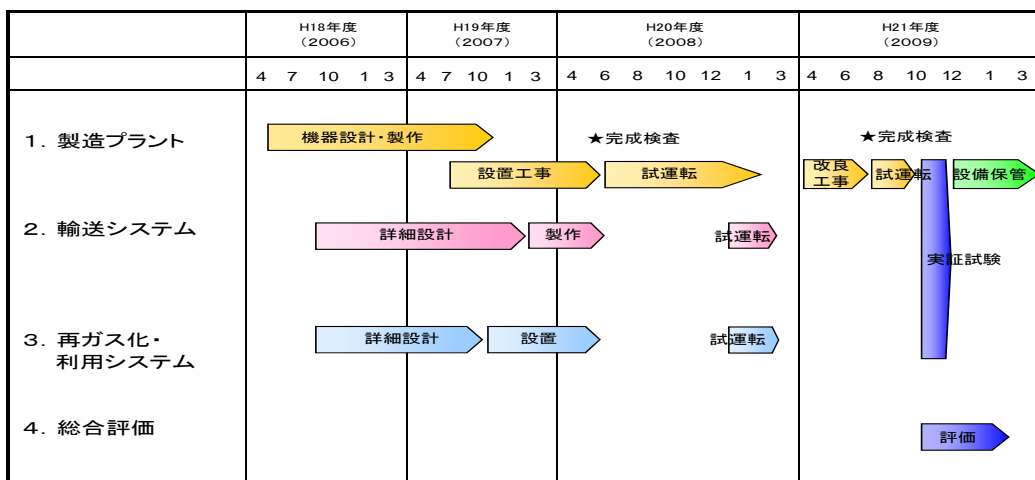 H18年度 H19年度 H20年度 H21年度
(2006) (2007) (2008) (2009)
4 7 10 1 3 4 7 10 1 3 4 6 8 10 12 1 3 4 6 8 10 12 1 3
1. 製造プラント
機器設計・製作
★完成検査
★完成検査
設置工事
試運転
改良
工事
試運転
設備保管
2. 輸送システム
詳細設計
製作
試運転
実証試験
3. 再ガス化・
利用システム
詳細設計
設置
試運転
4. 総合評価
評価